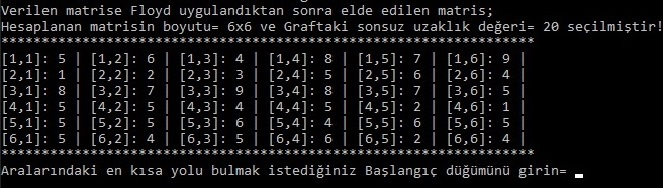 Verilen matrise Floyd uygulandıktan sonra elde edilen matris;
Hesaplanan matrisin boyutu= 6x6 ve Graftaki sonsuz uzaklık değeri= 20 seçilmiştir!
*****************************************************************
[1,1]: 5 | [1,2]: 6 | [1,3]: 4 | [1,4]: 8 | [1,5]: 7 | [1,6]: 9 |
[2,1]: 1 | [2,2]: 2 | [2,3]: 3 | [2,4]: 2 | [2,5]: 6 | [2,6]: 4 |
[3,1]: 8 | [3,2]: 7 | [3,3]: 9 | [3,4]: 8 | [3,5]: 7 | [3,6]: 5 |
[4,1]: 5 | [4,2]: 5 | [4,3]: 4 | [4,4]: 5 | [4,5]: 2 | [4,6]: 1 |
[5,1]: 5 | [5,2]: 5 | [5,3]: 6 | [5,4]: 4 | [5,5]: 6 | [5,6]: 5 |
[6,1]: 5 | [6,2]: 4 | [6,3]: 5 | [6,4]: 6 | [6,5]: 2 | [6,6]: 4 |
*****************************************************************
Aralarındaki en kısa yolu bulmak istediğiniz Başlangıç düğümünü girin= _